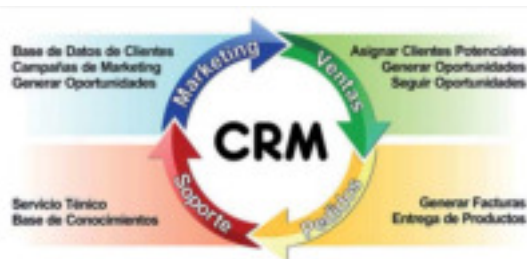 Base de Datos de Clientes
Campañas de Marketing
Generar Oportunidades
Marketing
Asignar Clientes Potenciales
Generar Oportunidades
Seguir Oportunidades
Ventas
CRM
Servicio Ténico
Base de Conocimientos
Soporte
Pedidos
Generar Facturas
Entrega de Productos